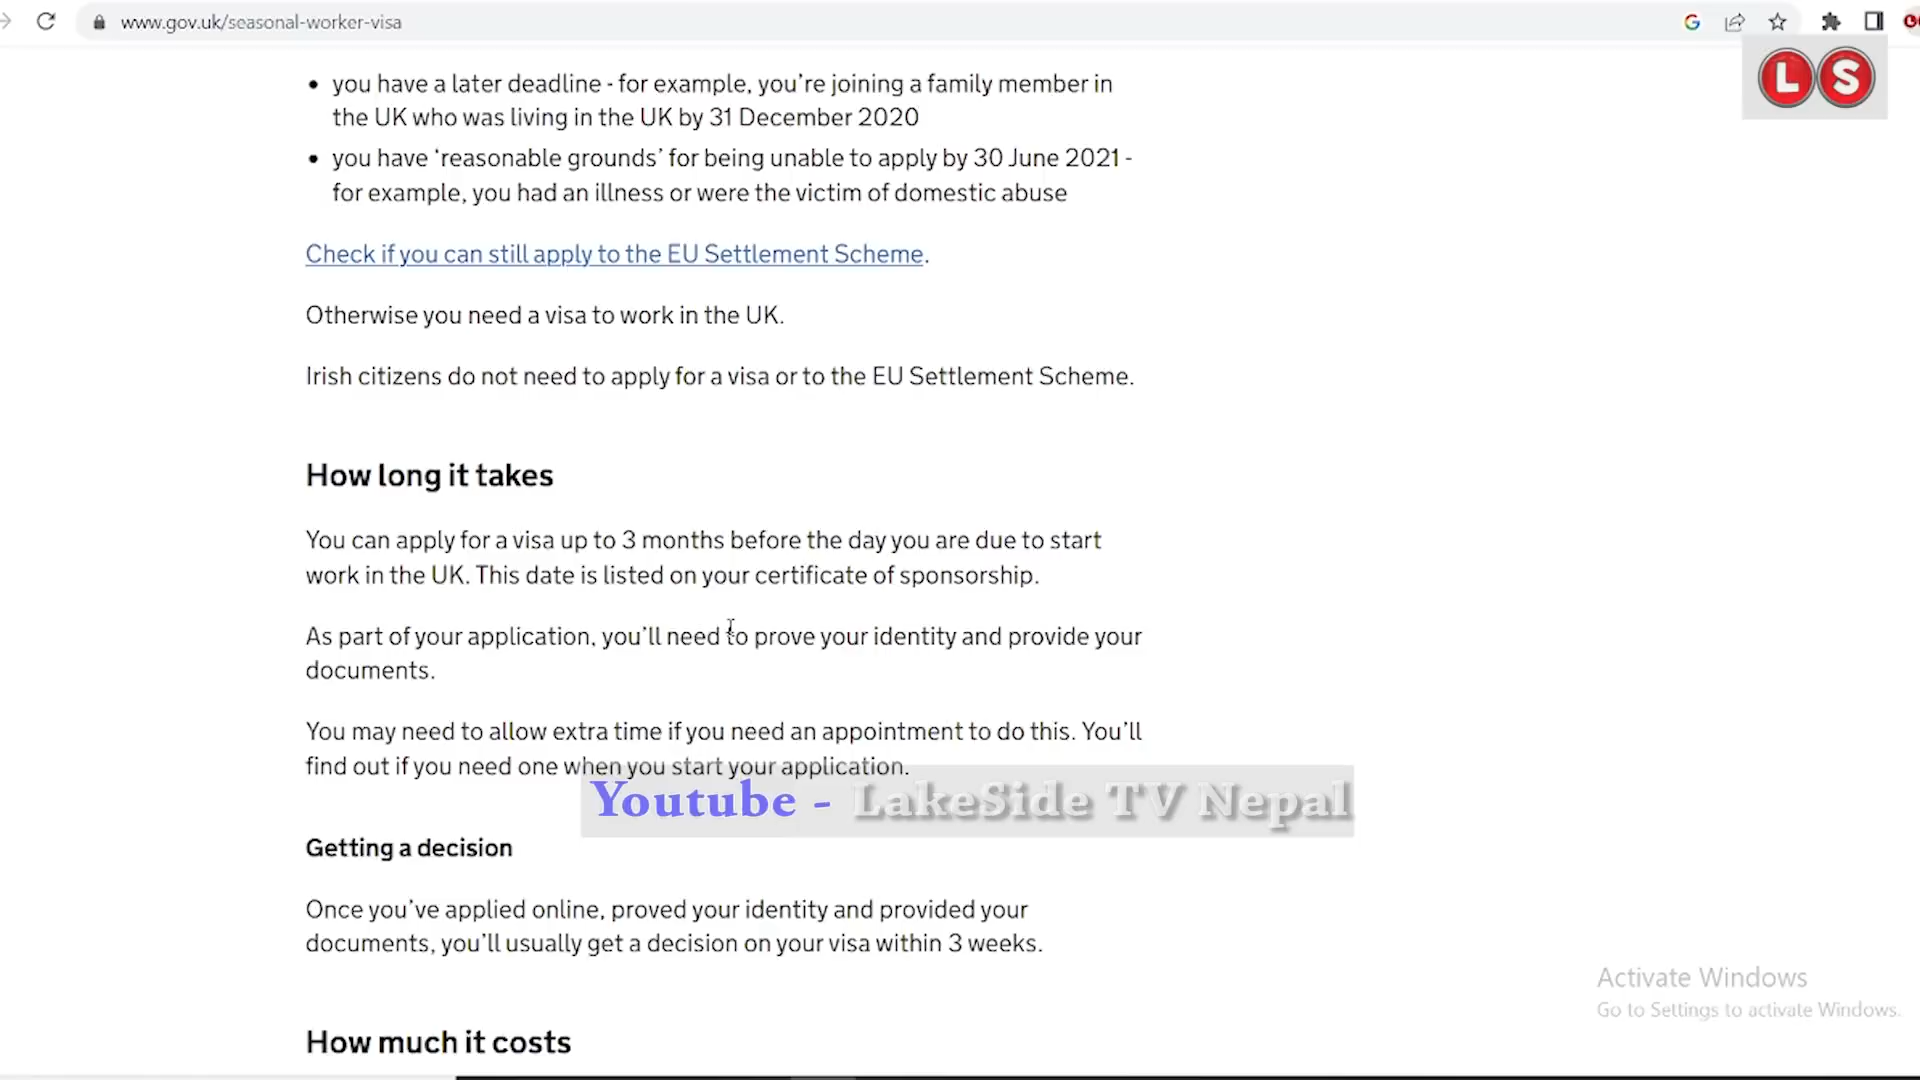 www.gov.uk/seasonal-worker-visa
LS
• you have a later deadline - for example, you’re joining a family member in
the UK who was living in the UK by 31 December 2020
• you have ‘reasonable grounds’ for being unable to apply by 30 June 2021 -
for example, you had an illness or were the victim of domestic abuse
Check if you can still apply to the EU Settlement Scheme.
Otherwise you need a visa to work in the UK.
Irish citizens do not need to apply for a visa or to the EU Settlement Scheme.
How long it takes
You can apply for a visa up to 3 months before the day you are due to start
work in the UK. This date is listed on your certificate of sponsorship.
As part of your application, you’ll need to prove your identity and provide your
documents.
You may need to allow extra time if you need an appointment to do this. You’ll
find out if you need one when you start your application.
Youtube - LakeSide TV Nepal
Getting a decision
Once you’ve applied online, proved your identity and provided your
documents, you’ll usually get a decision on your visa within 3 weeks.
Activate Windows
Go to Settings to activate Windows.
How much it costs